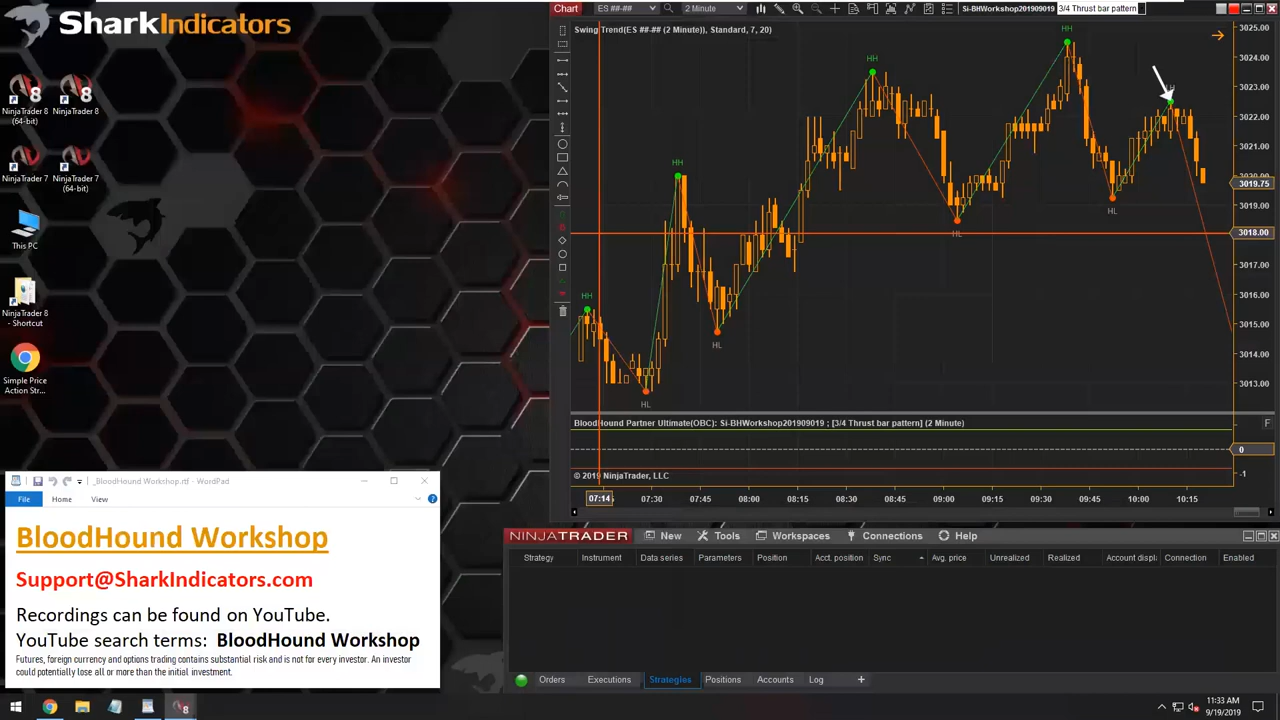 SharkIndicators
NinjaTrader 8
(64-bit)
NinjaTrader 8
NinjaTrader 7
NinjaTrader 7
(64-bit)
This PC
NinjaTrader 8
- Shortcut
Simple Price
Action Str...
Chart
ES ##-##
2 Minute
Si-BHWorkshop201909019
3/4 Thrust bar pattern
Swing Trend(ES ##-## (2 Minute)), Standard, 7, 20)
HH
HH
HH
HH
HL
HL
HL
HL
3025.00
3024.00
3023.00
3022.00
3021.00
3020.00
3019.75
3019.00
3018.00
3017.00
3016.00
3015.00
3014.00
3013.00
BloodHound Partner Ultimate(OBC): Si-BHWorkshop201909019 ; [3/4 Thrust bar pattern] (2 Minute)
F
0
-1
© 2019 NinjaTrader, LLC
07:14
07:30
07:45
08:00
08:15
08:30
08:45
09:00
09:15
09:30
09:45
10:00
10:15
_BloodHound Workshop.rtf - WordPad
File
Home
View
BloodHound Workshop
Support@SharkIndicators.com
Recordings can be found on YouTube.
YouTube search terms: BloodHound Workshop
Futures, foreign currency and options trading contains substantial risk and is not for every investor. An investor
could potentially lose all or more than the initial investment.
NINJATRADER
New
Tools
Workspaces
Connections
Help
Strategy
Instrument
Data series
Parameters
Position
Acct. position
Sync
Avg. price
Unrealized
Realized
Account displ
Connection
Enabled
Orders
Executions
Strategies
Positions
Accounts
Log
+
11:33 AM
9/19/2019